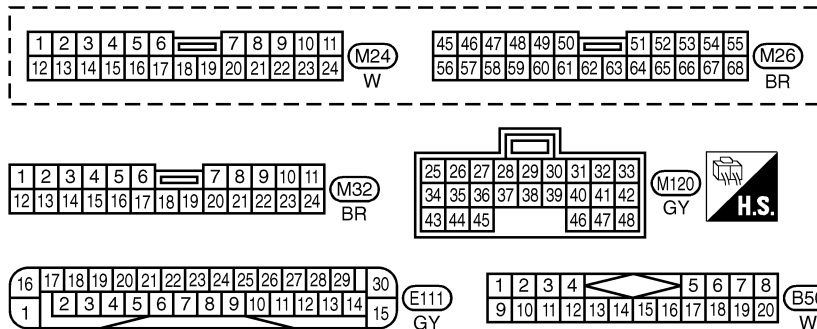 1 2 3 4 5 6 7 8 9 10 11
12 13 14 15 16 17 18 19 20 21 22 23 24
M24
W
45 46 47 48 49 50 51 52 53 54 55
56 57 58 59 60 61 62 63 64 65 66 67 68
M26
BR
1 2 3 4 5 6 7 8 9 10 11
12 13 14 15 16 17 18 19 20 21 22 23 24
M32
BR
25 26 27 28 29 30 31 32 33
34 35 36 37 38 39 40 41 42
43 44 45 46 47 48
M120
GY
H.S.
16 17 18 19 20 21 22 23 24 25 26 27 28 29 30
1 2 3 4 5 6 7 8 9 10 11 12 13 14 15
E111
GY
1 2 3 4 5 6 7 8
9 10 11 12 13 14 15 16 17 18 19 20
W